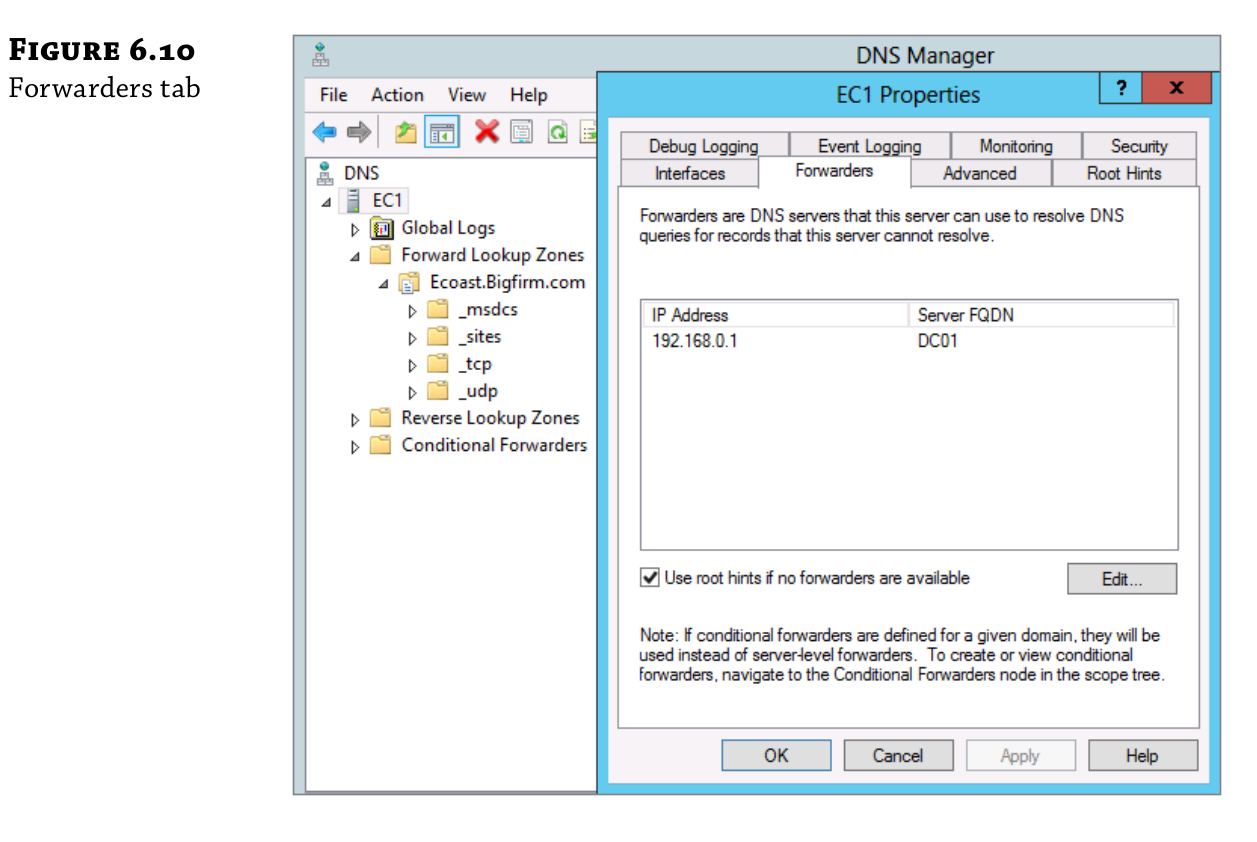 FIGURE 6.10
Forwarders tab
DNS Manager
File Action View Help
DNS
EC1
Global Logs
Forward Lookup Zones
Ecoast.Bigfirm.com
_msdcs
_sites
_tcp
_udp
Reverse Lookup Zones
Conditional Forwarders
EC1 Properties
? x
Debug Logging Event Logging Monitoring Security
Interfaces Forwarders Advanced Root Hints
Forwarders are DNS servers that this server can use to resolve DNS
queries for records that this server cannot resolve.
IP Address Server FQDN
192.168.0.1 DC01
Use root hints if no forwarders are available
Edit...
Note: If conditional forwarders are defined for a given domain, they will be
used instead of server-level forwarders. To create or view conditional
forwarders, navigate to the Conditional Forwarders node in the scope tree.
OK Cancel Apply Help